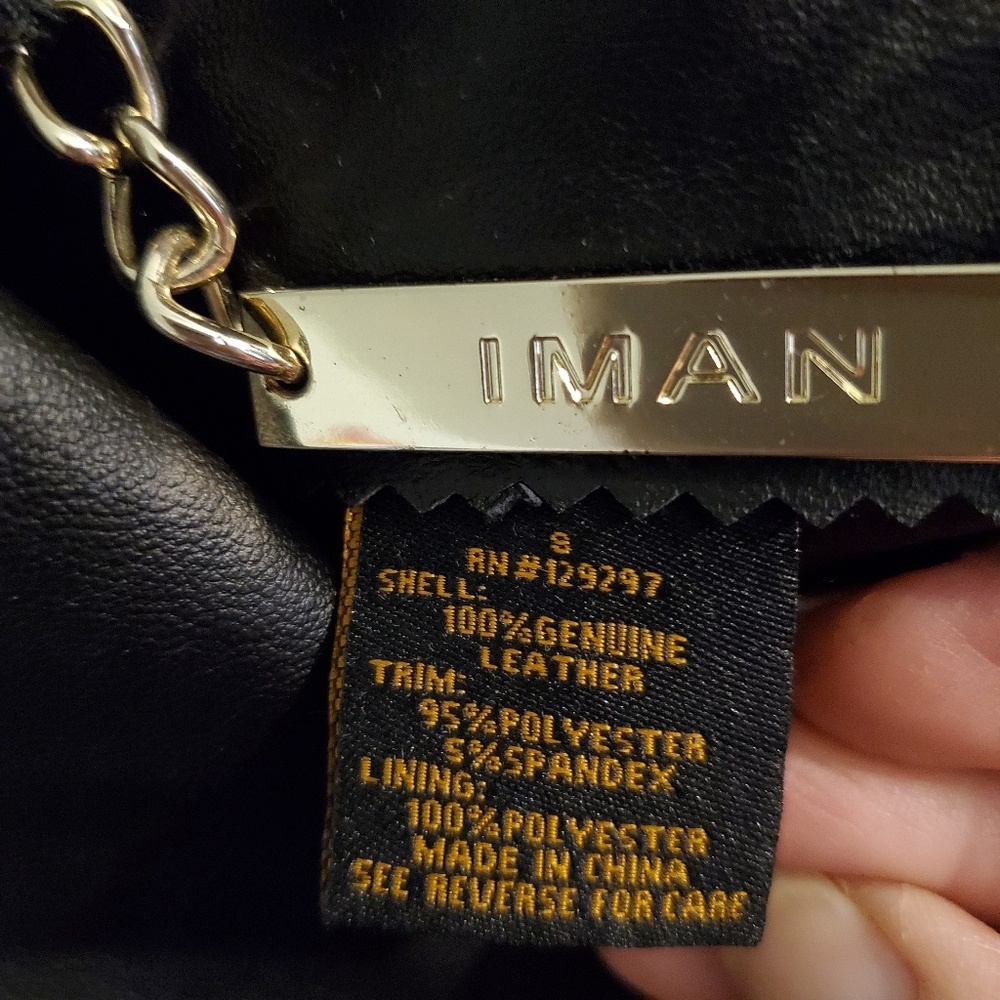 IMAN
S
RN#129297
SHELL:
100%GENUINE
LEATHER
TRIM:
95%POLYESTER
5%SPANDEX
LINING:
100%POLYESTER
MADE IN CHINA
SEE REVERSE FOR CARE